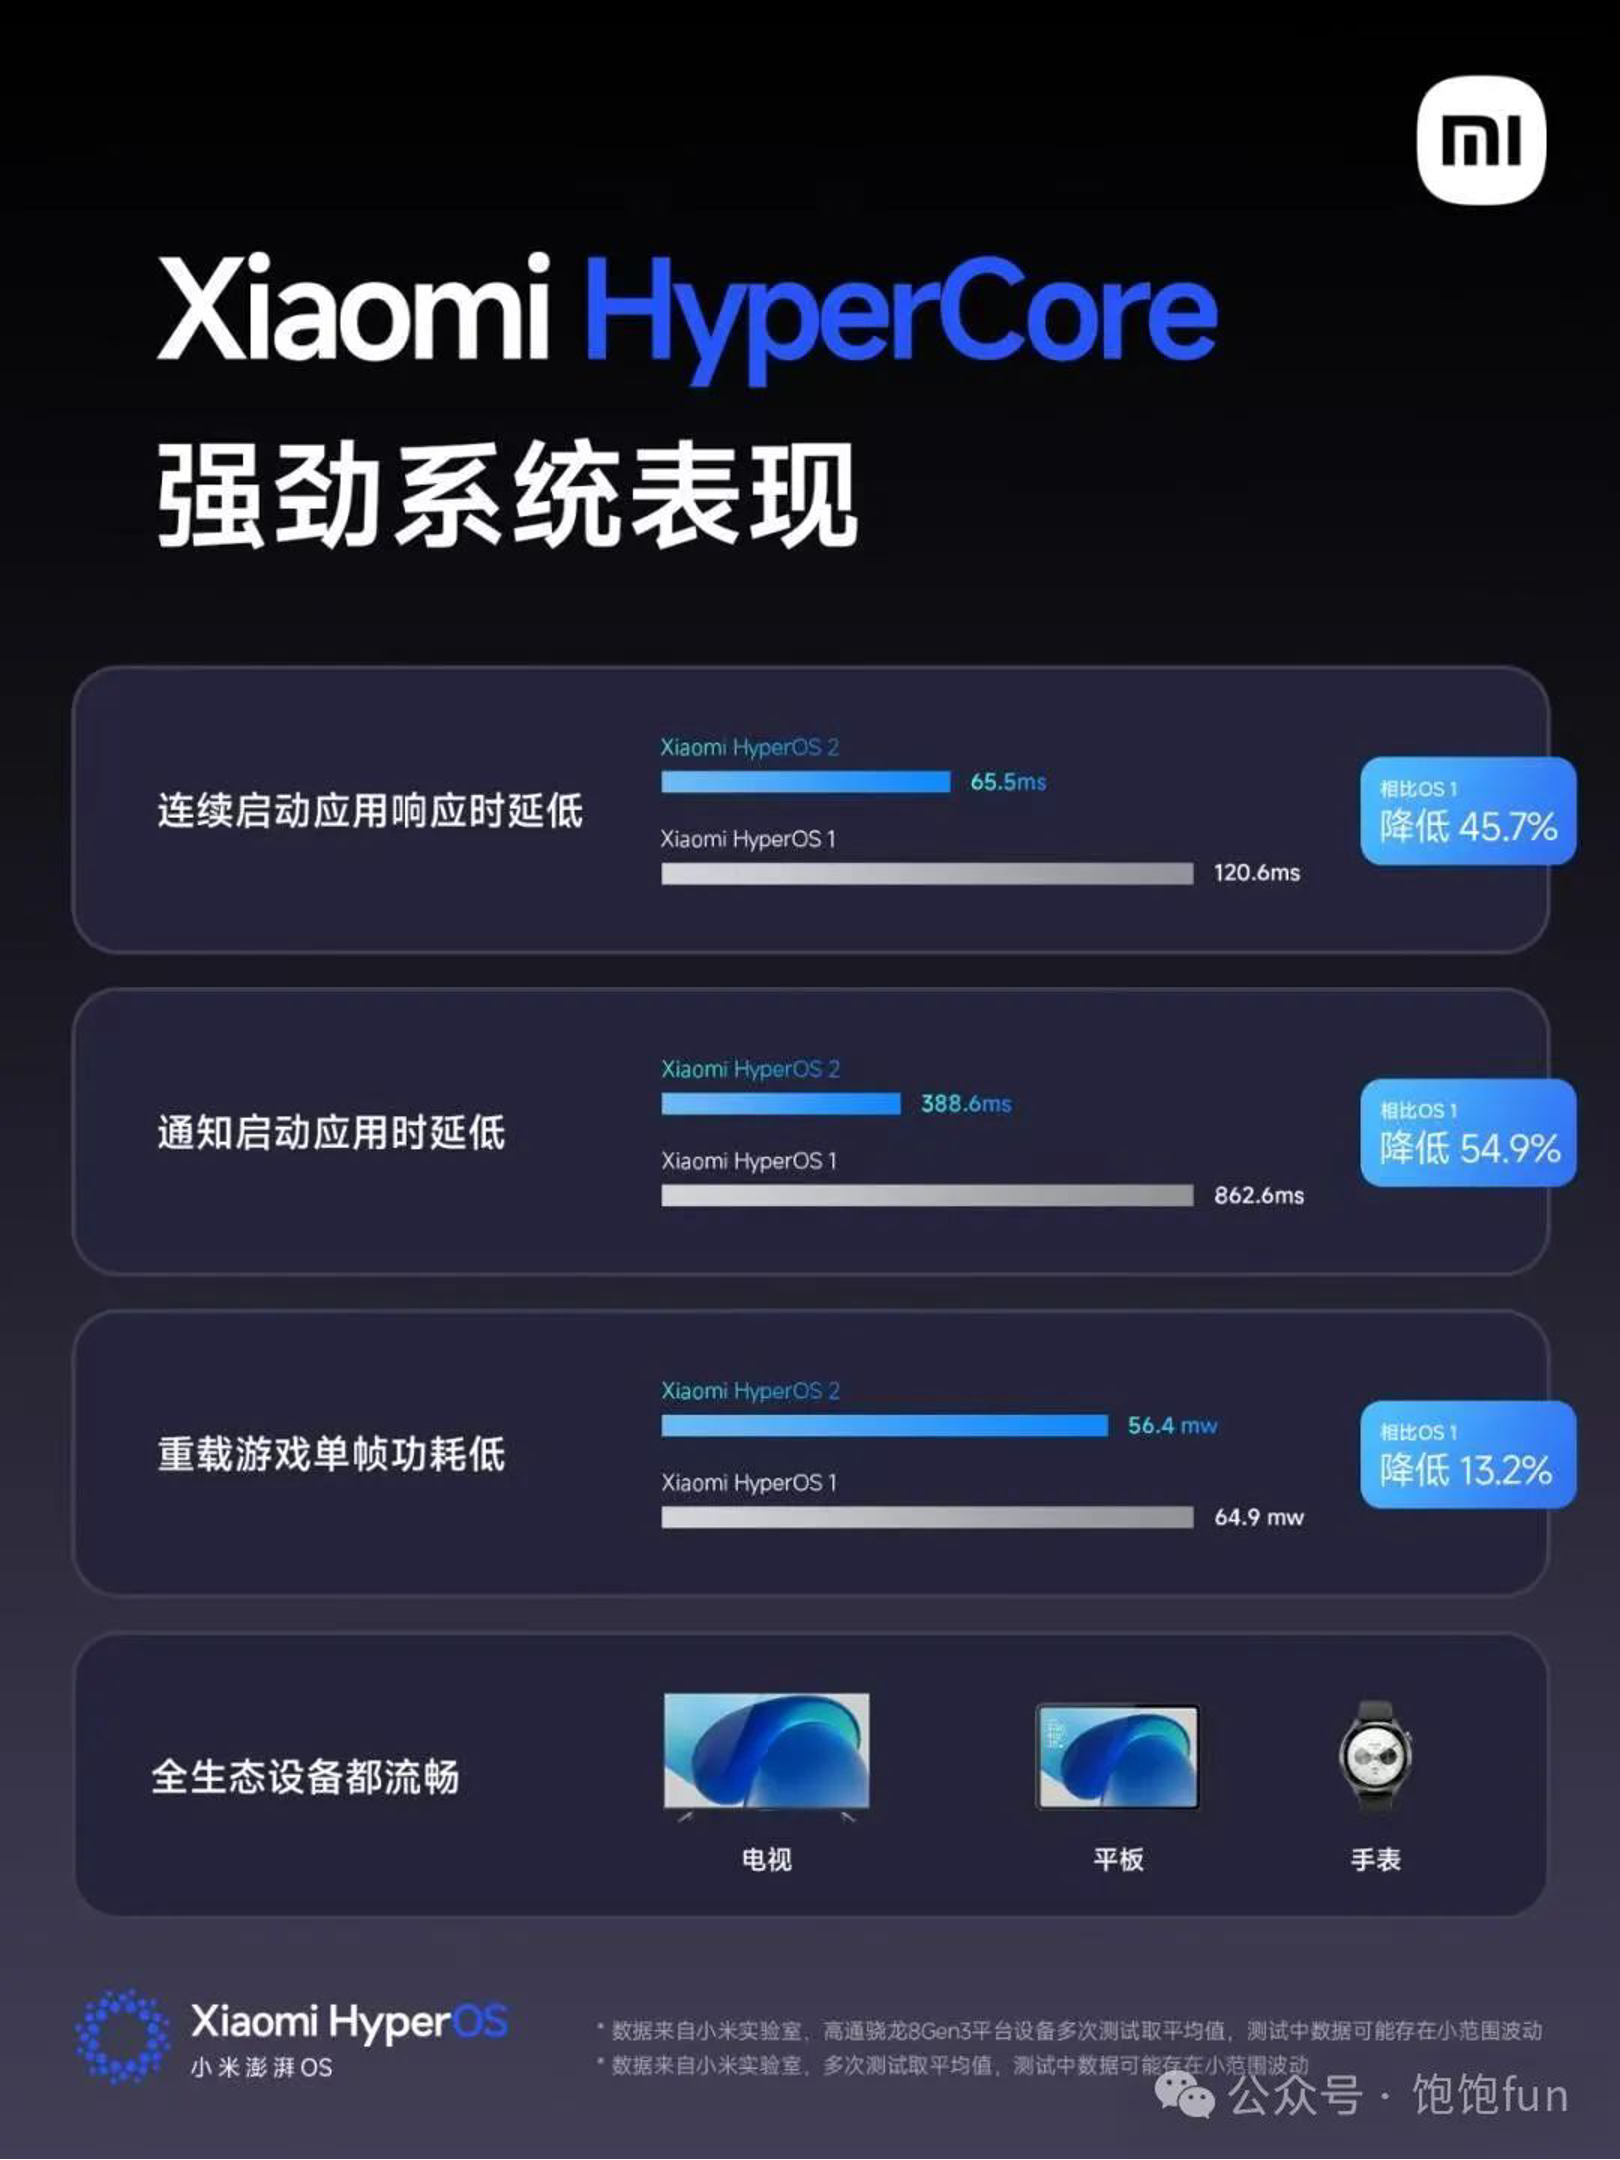 mi
Xiaomi HyperCore
强劲系统表现
连续启动应用响应时延低
Xiaomi HyperOS 2
65.5ms
Xiaomi HyperOS 1
120.6ms
相比OS 1
降低 45.7%
通知启动应用时延低
Xiaomi HyperOS 2
388.6ms
Xiaomi HyperOS 1
862.6ms
相比OS 1
降低 54.9%
重载游戏单帧功耗低
Xiaomi HyperOS 2
56.4 mw
Xiaomi HyperOS 1
64.9 mw
相比OS 1
降低 13.2%
全生态设备都流畅
电视
平板
手表
Xiaomi HyperOS
小米澎湃OS
* 数据来自小米实验室，高通骁龙8Gen3平台设备多次测试取平均值，测试中数据可能存在小范围波动
* 数据来自小米实验室，多次测试取平均值，测试中数据可能存在小范围波动
公众号 · 饱饱fun